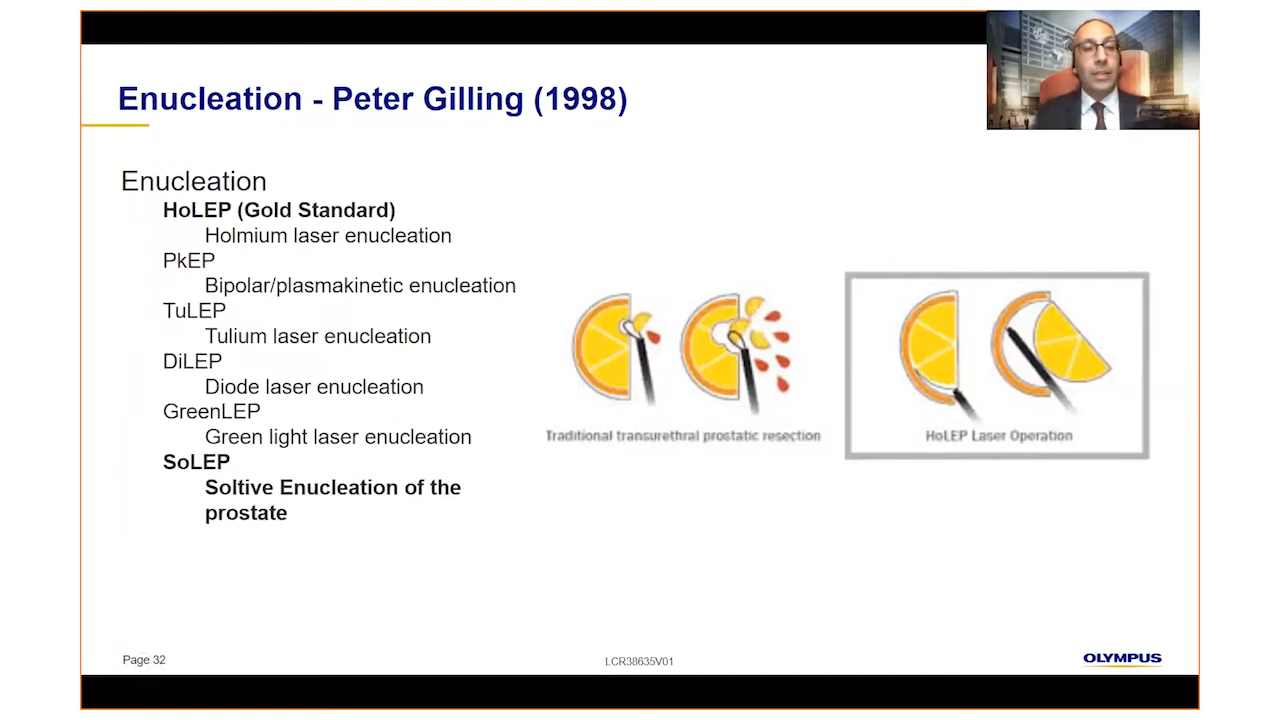 Enucleation - Peter Gilling (1998)
Enucleation
HoLEP (Gold Standard)
Holmium laser enucleation
PkEP
Bipolar/plasmakinetic enucleation
TuLEP
Tulium laser enucleation
DiLEP
Diode laser enucleation
GreenLEP
Green light laser enucleation
SoLEP
Soltive Enucleation of the
prostate
Traditional transurethral prostatic resection
HoLEP Laser Operation
Page 32
LCR38635V01
OLYMPUS